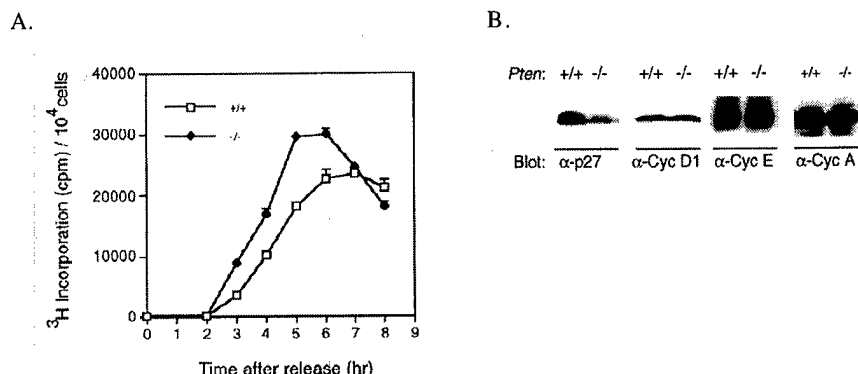 A.
40000
30000
20000
10000
0
³H Incorporation (cpm) / 10⁴ cells
+/+
-/-
0 1 2 3 4 5 6 7 8 9
Time after release (hr)
B.
Pten: +/+ -/- +/+ -/- +/+ -/- +/+ -/-
Blot: α-p27 α-Cyc D1 α-Cyc E α-Cyc A